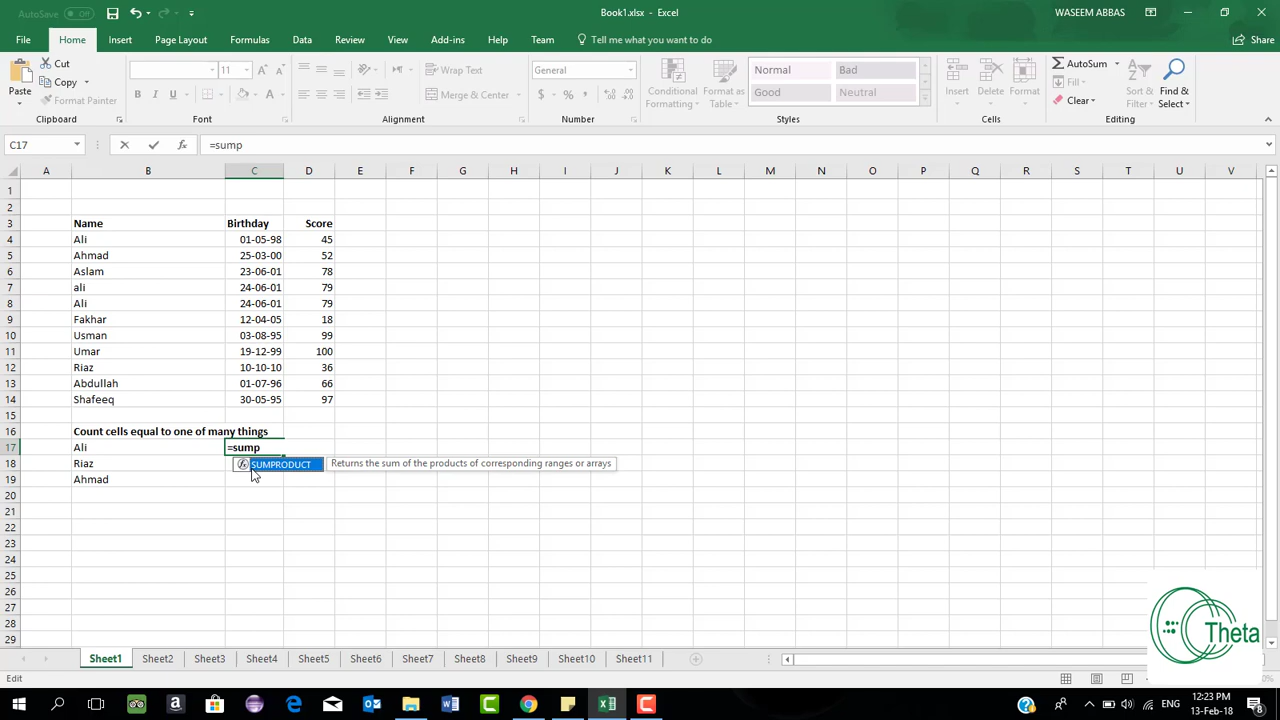 AutoSave Off
Book1.xlsx - Excel
WASEEM ABBAS
File Home Insert Page Layout Formulas Data Review View Add-ins Help Team Tell me what you want to do Share
Paste
Cut
Copy
Format Painter
Clipboard
11
Font
Wrap Text
Merge & Center
Alignment
General
$ % ,
Number
Conditional Formatting
Format as Table
Normal Bad
Good Neutral
Styles
Insert Delete Format
Cells
AutoSum
Fill
Clear
Sort & Filter
Find & Select
Editing
C17 =sump
A B C D E F G H I J K L M N O P Q R S T U V
1
2
3 Name Birthday Score
4 Ali 01-05-98 45
5 Ahmad 25-03-00 52
6 Aslam 23-06-01 78
7 ali 24-06-01 79
8 Ali 24-06-01 79
9 Fakhar 12-04-05 18
10 Usman 03-08-95 99
11 Umar 19-12-99 100
12 Riaz 10-10-10 36
13 Abdullah 01-07-96 66
14 Shafeeq 30-05-95 97
15
16 Count cells equal to one of many things
17 Ali =sump
18 Riaz SUMPRODUCT Returns the sum of the products of corresponding ranges or arrays
19 Ahmad
20
21
22
23
24
25
26
27
28
29
Theta
Sheet1 Sheet2 Sheet3 Sheet4 Sheet5 Sheet6 Sheet7 Sheet8 Sheet9 Sheet10 Sheet11
Edit
ENG
12:23 PM
13-Feb-18